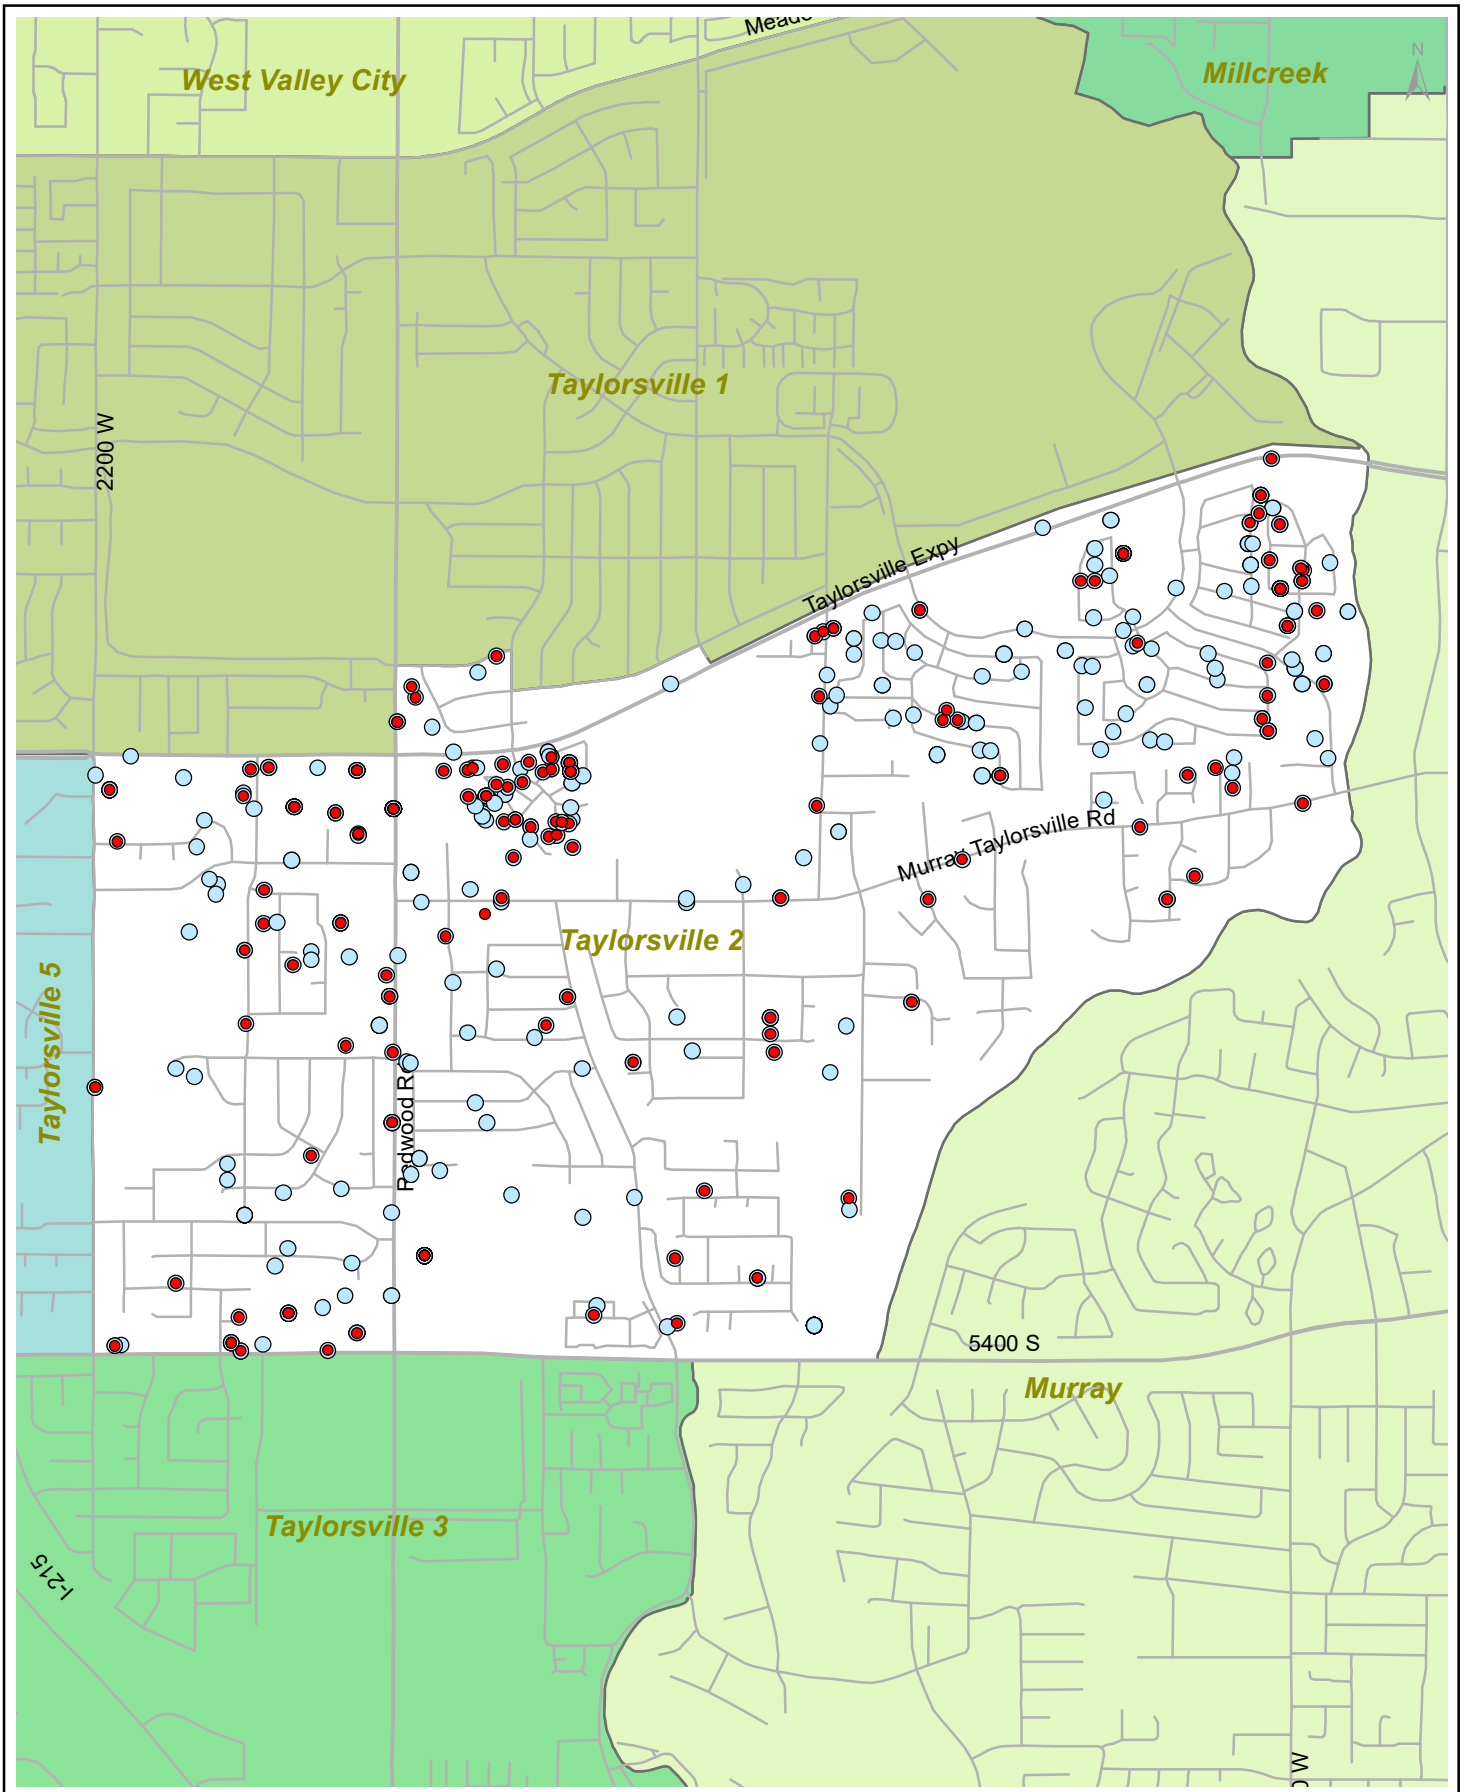 West Valley City
Millcreek
N
Taylorsville 1
2200 W
Taylorsville Expy
Murray Taylorsville Rd
Taylorsville 2
Taylorsville 5
Redwood Rd
5400 S
Murray
Taylorsville 3
I-215
0 W